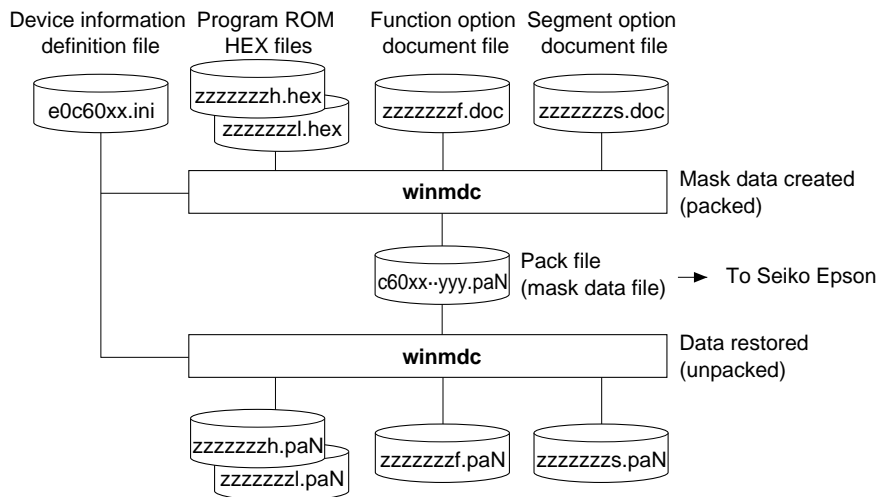 Device information
definition file
Program ROM
HEX files
Function option
document file
Segment option
document file
e0c60xx.ini
zzzzzzzh.hex
zzzzzzzl.hex
zzzzzzzf.doc
zzzzzzzs.doc
winmdc
Mask data created
(packed)
c60xx··yyy.paN
Pack file
(mask data file)
To Seiko Epson
winmdc
Data restored
(unpacked)
zzzzzzzh.paN
zzzzzzzl.paN
zzzzzzzf.paN
zzzzzzzs.paN